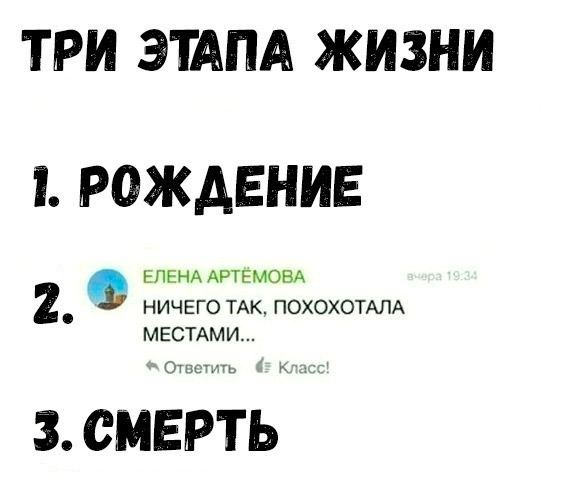 ТРИ ЭТАПА ЖИЗНИ
1. РОЖДЕНИЕ
2.
ЕЛЕНА АРТЁМОВА вчера 19:34
НИЧЕГО ТАК, ПОХОХОТАЛА
МЕСТАМИ...
Ответить Класс!
3. СМЕРТЬ